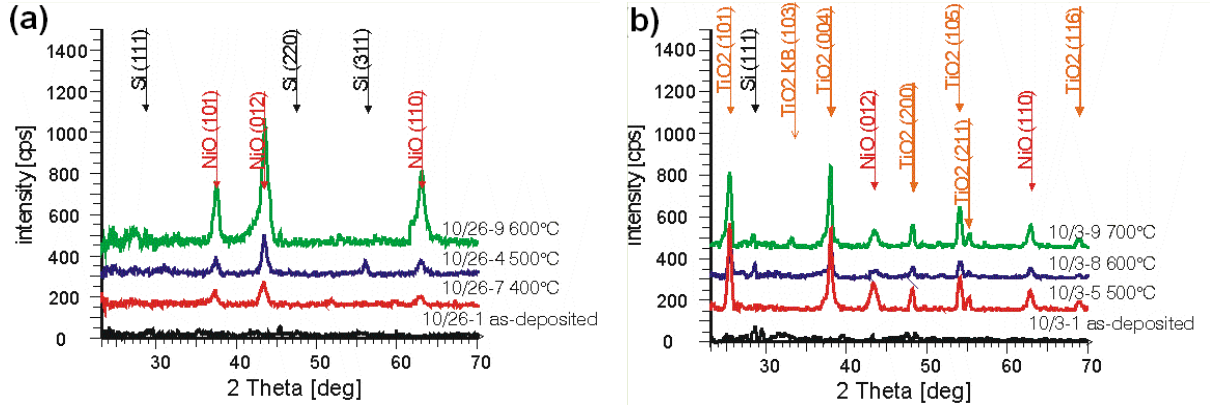 (a)
1400
1200
1000
800
600
400
200
0
intensity [cps]
Si (111)
NiO (101)
NiO (012)
Si (220)
Si (311)
NiO (110)
10/26-9 600°C
10/26-4 500°C
10/26-7 400°C
10/26-1 as-deposited
30 40 50 60 70
2 Theta [deg]
b)
1400
1200
1000
800
600
400
200
0
intensity [cps]
TiO2 (101)
Si (111)
TiO2 KB (103)
TiO2 (004)
NiO (012)
TiO2 (200)
TiO2 (105)
TiO2 (211)
NiO (110)
TiO2 (116)
10/3-9 700°C
10/3-8 600°C
10/3-5 500°C
10/3-1 as-deposited
30 40 50 60 70
2 Theta [deg]